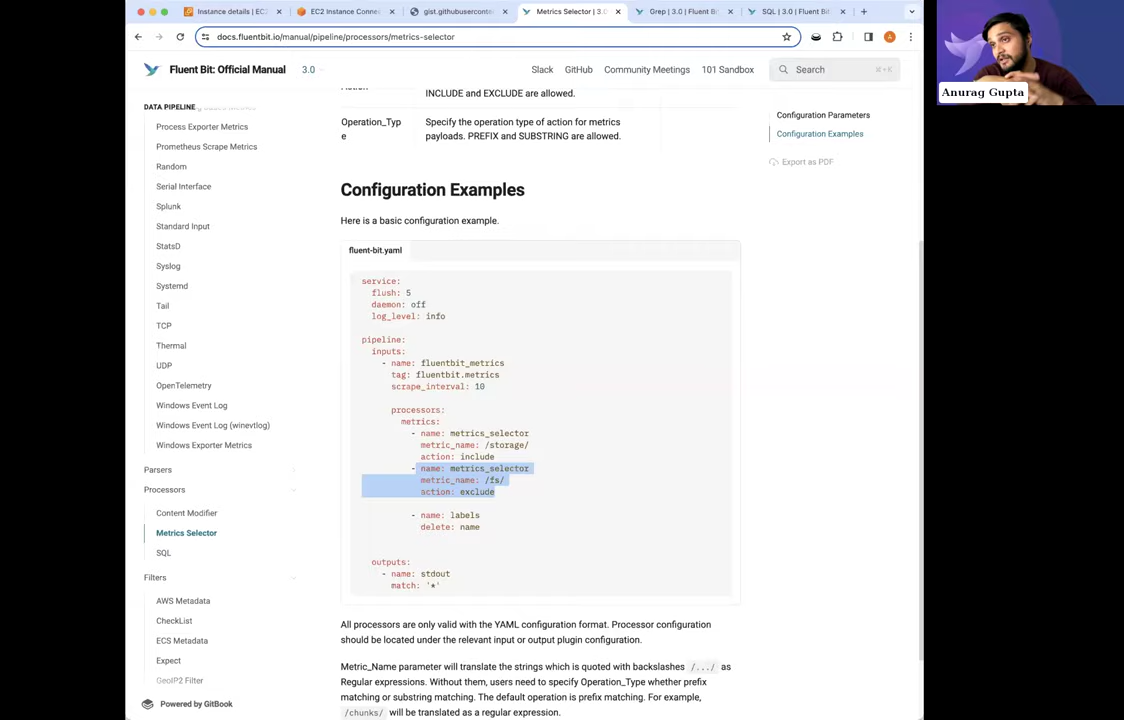 Instance details | EC2
EC2 Instance Conne
gist.githubuserconte
Metrics Selector | 3.0
Grep | 3.0 | Fluent Bit:
SQL | 3.0 | Fluent Bit:
docs.fluentbit.io/manual/pipeline/processors/metrics-selector
Anurag Gupta
Fluent Bit: Official Manual
3.0
Slack
GitHub
Community Meetings
101 Sandbox
Search
⌘+K
DATA PIPELINE
Process Exporter Metrics
Prometheus Scrape Metrics
Random
Serial Interface
Splunk
Standard Input
StatsD
Syslog
Systemd
Tail
TCP
Thermal
UDP
OpenTelemetry
Windows Event Log
Windows Event Log (winevtlog)
Windows Exporter Metrics
Parsers
Processors
Content Modifier
Metrics Selector
SQL
Filters
AWS Metadata
CheckList
ECS Metadata
Expect
GeoIP2 Filter
Powered by GitBook
INCLUDE and EXCLUDE are allowed.
Operation_Typ
e
Specify the operation type of action for metrics
payloads. PREFIX and SUBSTRING are allowed.
Configuration Examples
Here is a basic configuration example.
fluent-bit.yaml
service:
flush: 5
daemon: off
log_level: info
pipeline:
inputs:
- name: fluentbit_metrics
tag: fluentbit.metrics
scrape_interval: 10
processors:
metrics:
- name: metrics_selector
metric_name: /storage/
action: include
- name: metrics_selector
metric_name: /fs/
action: exclude
- name: labels
delete: name
outputs:
- name: stdout
match: '*'
All processors are only valid with the YAML configuration format. Processor configuration
should be located under the relevant input or output plugin configuration.
Metric_Name parameter will translate the strings which is quoted with backslashes /.../ as
Regular expressions. Without them, users need to specify Operation_Type whether prefix
matching or substring matching. The default operation is prefix matching. For example,
/chunks/ will be translated as a regular expression.
Configuration Parameters
Configuration Examples
Export as PDF